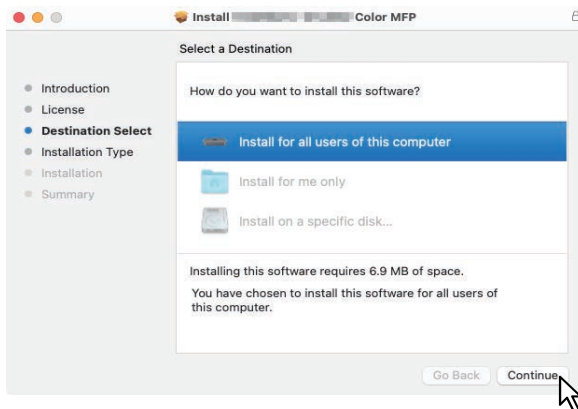 Install Color MFP
Select a Destination
Introduction
License
Destination Select
Installation Type
Installation
Summary
How do you want to install this software?
Install for all users of this computer
Install for me only
Install on a specific disk...
Installing this software requires 6.9 MB of space.
You have chosen to install this software for all users of
this computer.
Go Back
Continue